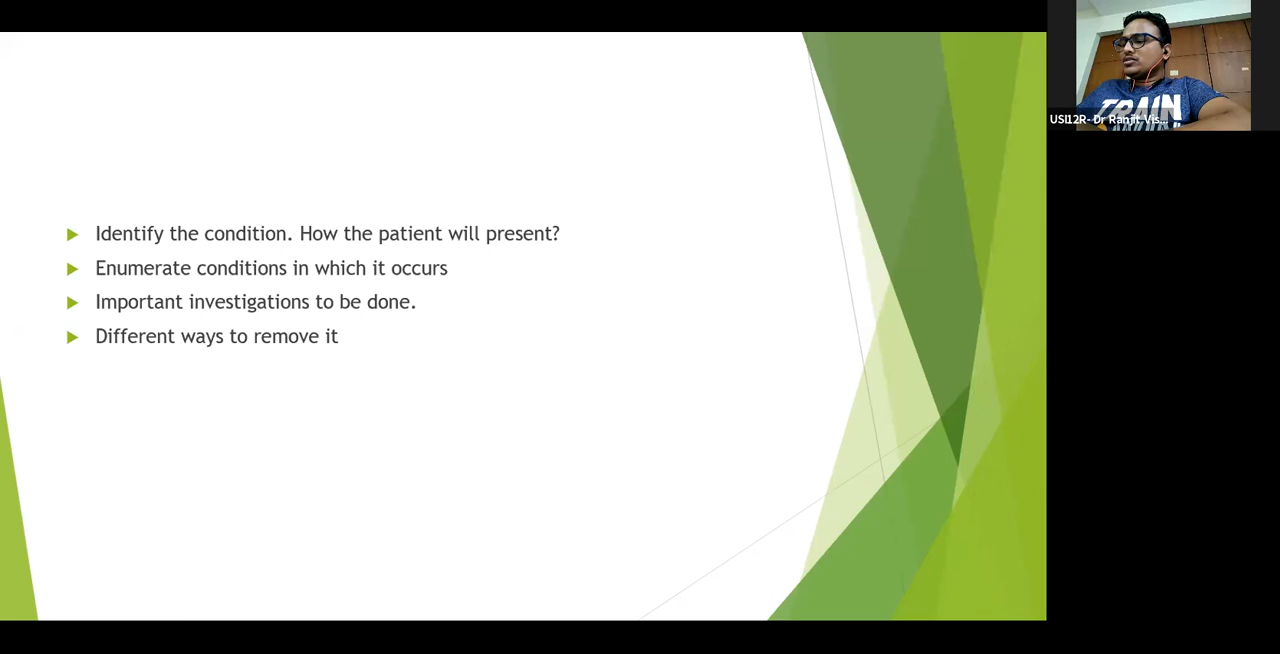 Identify the condition. How the patient will present?
Enumerate conditions in which it occurs
Important investigations to be done.
Different ways to remove it
TRAIN
USI12R- Dr Ranjit Vis...